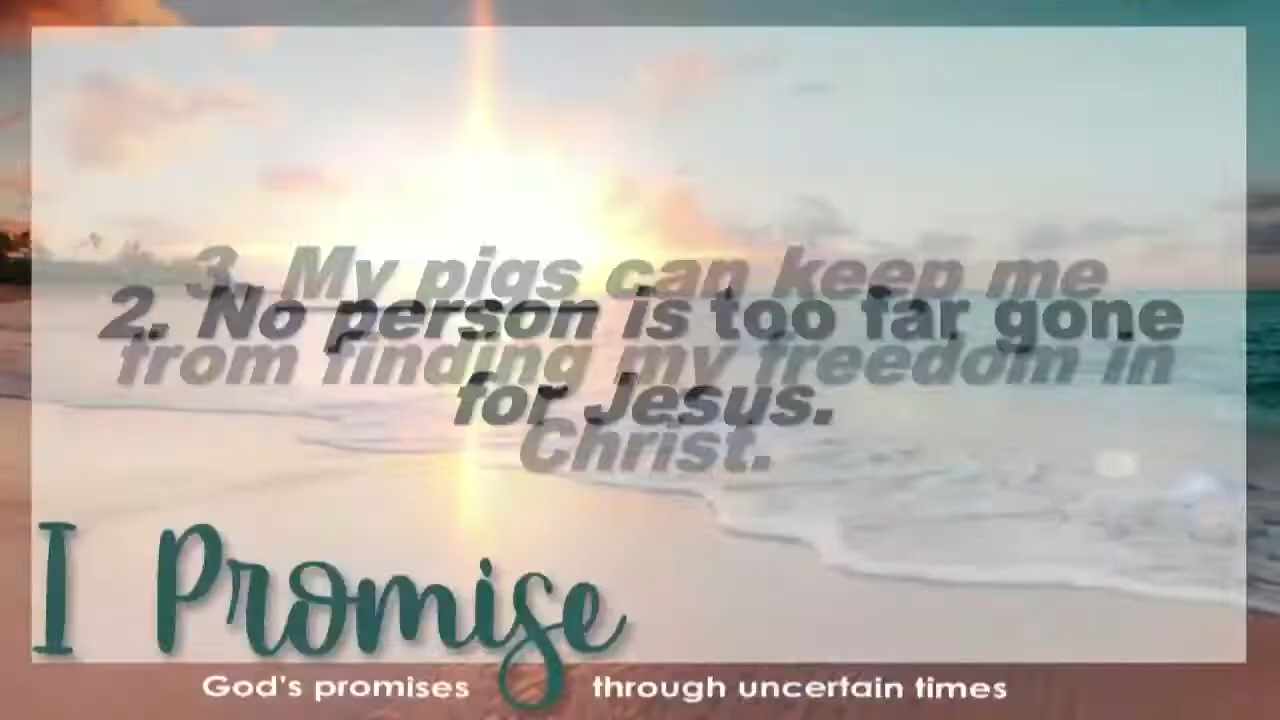 3. My pigs can keep me
2. No person is too far gone
from finding my freedom in
for Jesus.
Christ.
I Promise
God's promises through uncertain times